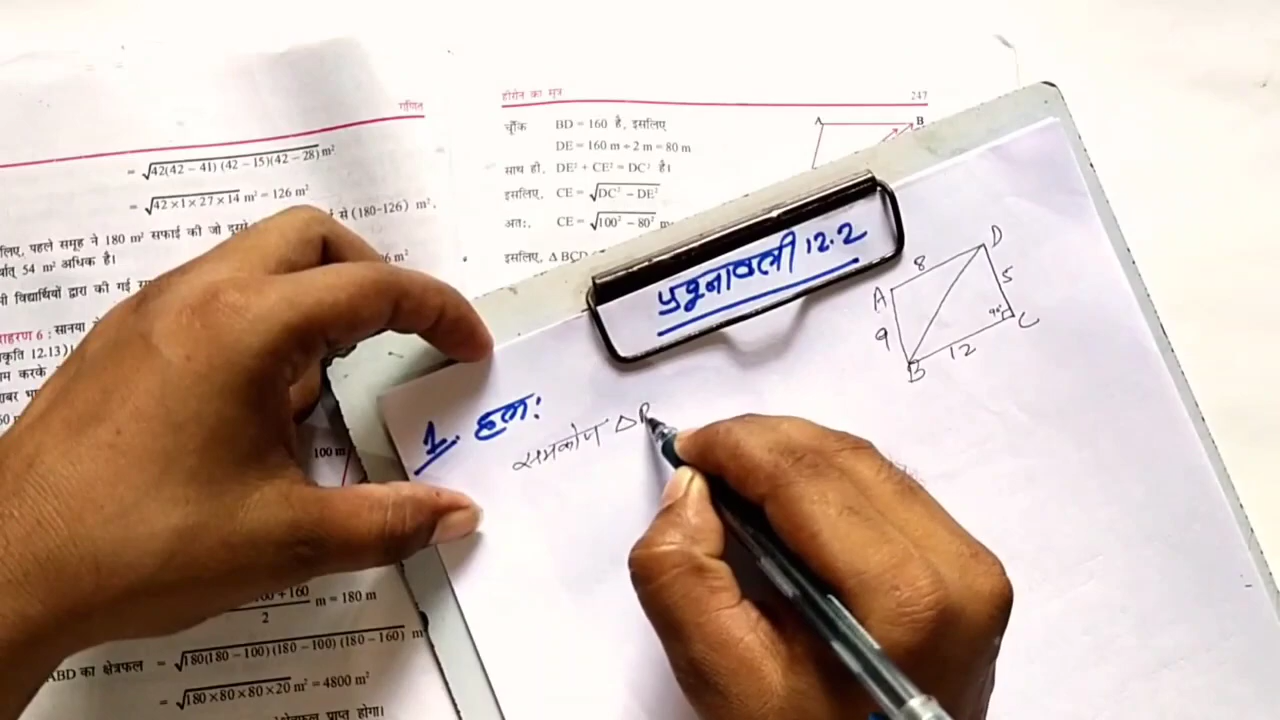 गणित
= √42(42 – 41) (42 – 15)(42 – 28) m²
= √42 × 1 × 27 × 14 m² = 126 m²
से (180-126) m²,
लिए, पहले समूह ने 180 m² सफाई की जो दूसरे
र्थात् 54 m² अधिक है।
भी विद्यार्थियों द्वारा की गई
दाहरण 6 : सानया
कृति 12.13)
100 m
2 m = 180 m
ABD का क्षेत्रफल = √180(180 – 100) (180 – 100) (180 – 160) m
= √180 × 80 × 80 × 20 m² = 4800 m²
प्राप्त होगा।
हीरोन का सूत्र 247
चूँकि BD = 160 है, इसलिए
DE = 160 m ÷ 2 m = 80 m
साथ ही, DE² + CE² = DC² है।
इसलिए, CE = √DC² – DE²
अतः, CE = √100² – 80² m
इसलिए, Δ BCD
A B
प्रश्नावली 12.2
D
8
5
A
9
90°
C
12
B
1. हल:
समकोण Δ B